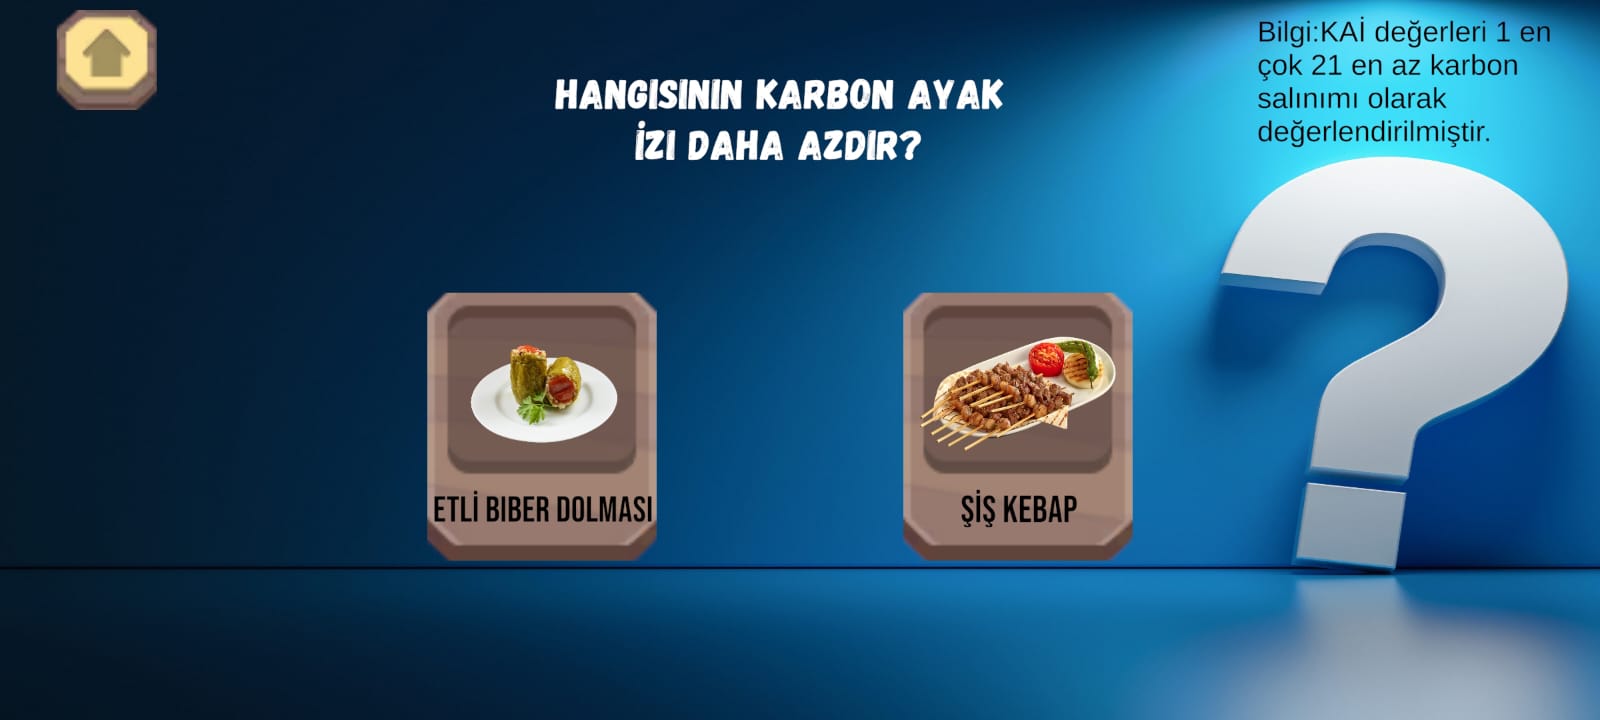 Bilgi:KAİ değerleri 1 en
çok 21 en az karbon
salınımı olarak
değerlendirilmiştir.
HANGISININ KARBON AYAK
İZI DAHA AZDIR?
ETLİ BIBER DOLMASI
ŞİŞ KEBAP